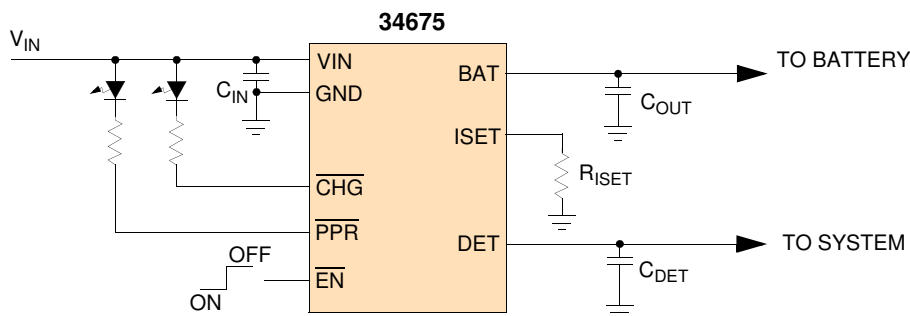 34675
VIN
VIN
BAT
TO BATTERY
CIN
GND
COUT
ISET
RISET
CHG
PPR
DET
TO SYSTEM
OFF
EN
ON
CDET